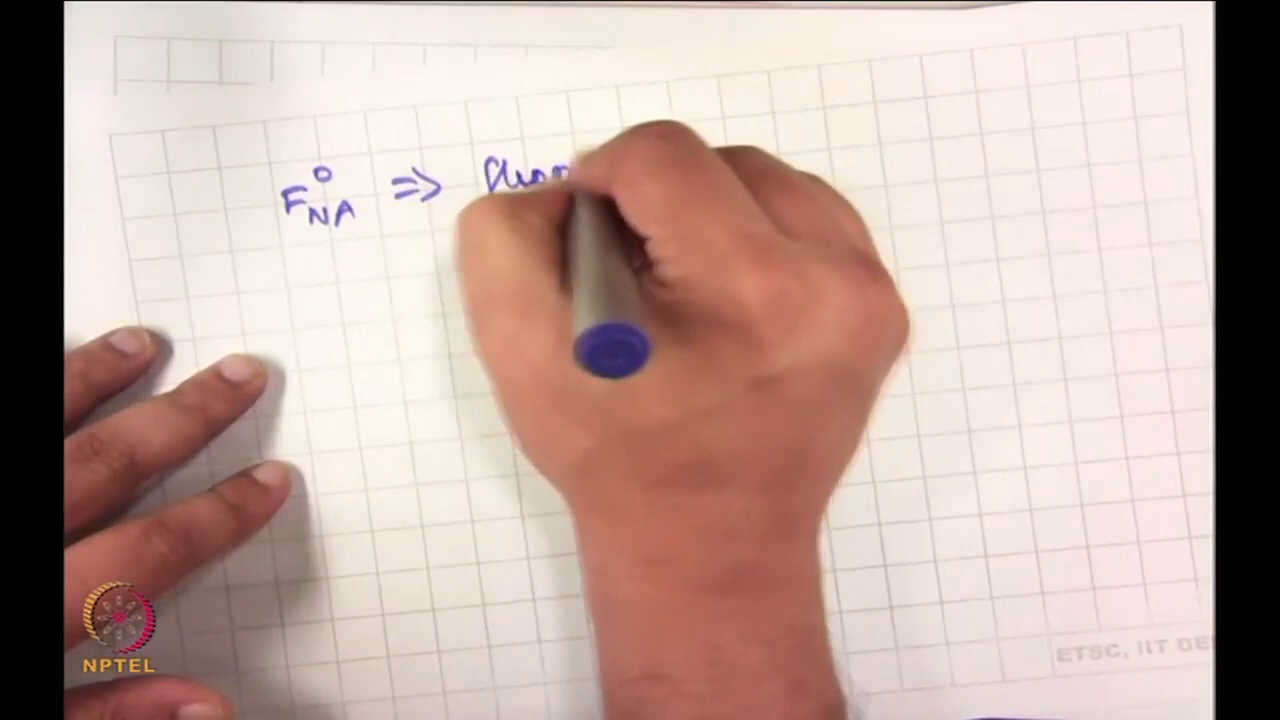 F°NA ⇒
NPTEL
ETSC, IIT DE